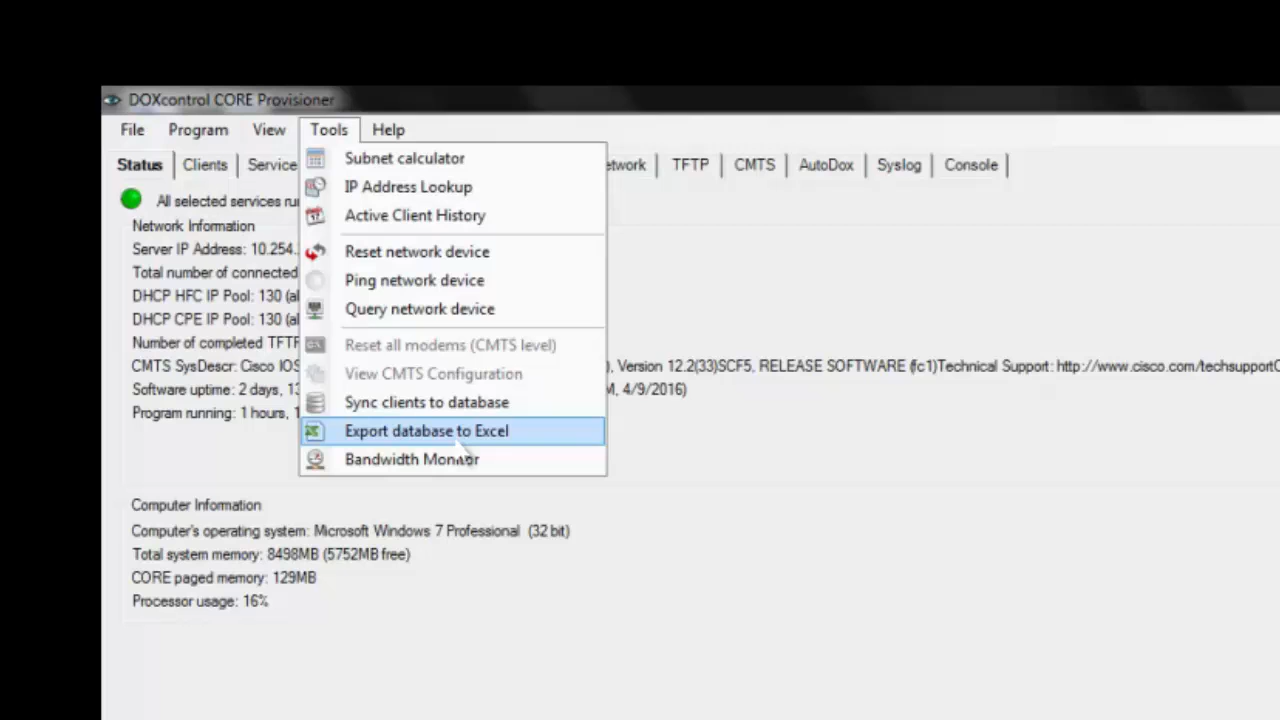 DOXcontrol CORE Provisioner
File Program View Tools Help
Status Clients Service TFTP CMTS AutoDox Syslog Console
All selected services
Network Information
Server IP Address: 10.254.
Total number of connected
DHCP HFC IP Pool: 130
DHCP CPE IP Pool: 130
Number of completed TFTP
CMTS SysDescr: Cisco IOS
), Version 12.2(33)SCF5, RELEASE SOFTWARE (fc1)Technical Support: http://www.cisco.com/techsupport
Software uptime: 2 days, 13
M, 4/9/2016)
Program running: 1 hours, 1
Subnet calculator
IP Address Lookup
Active Client History
Reset network device
Ping network device
Query network device
Reset all modems (CMTS level)
View CMTS Configuration
Sync clients to database
Export database to Excel
Bandwidth Monitor
Computer Information
Computer's operating system: Microsoft Windows 7 Professional (32 bit)
Total system memory: 8498MB (5752MB free)
CORE paged memory: 129MB
Processor usage: 16%